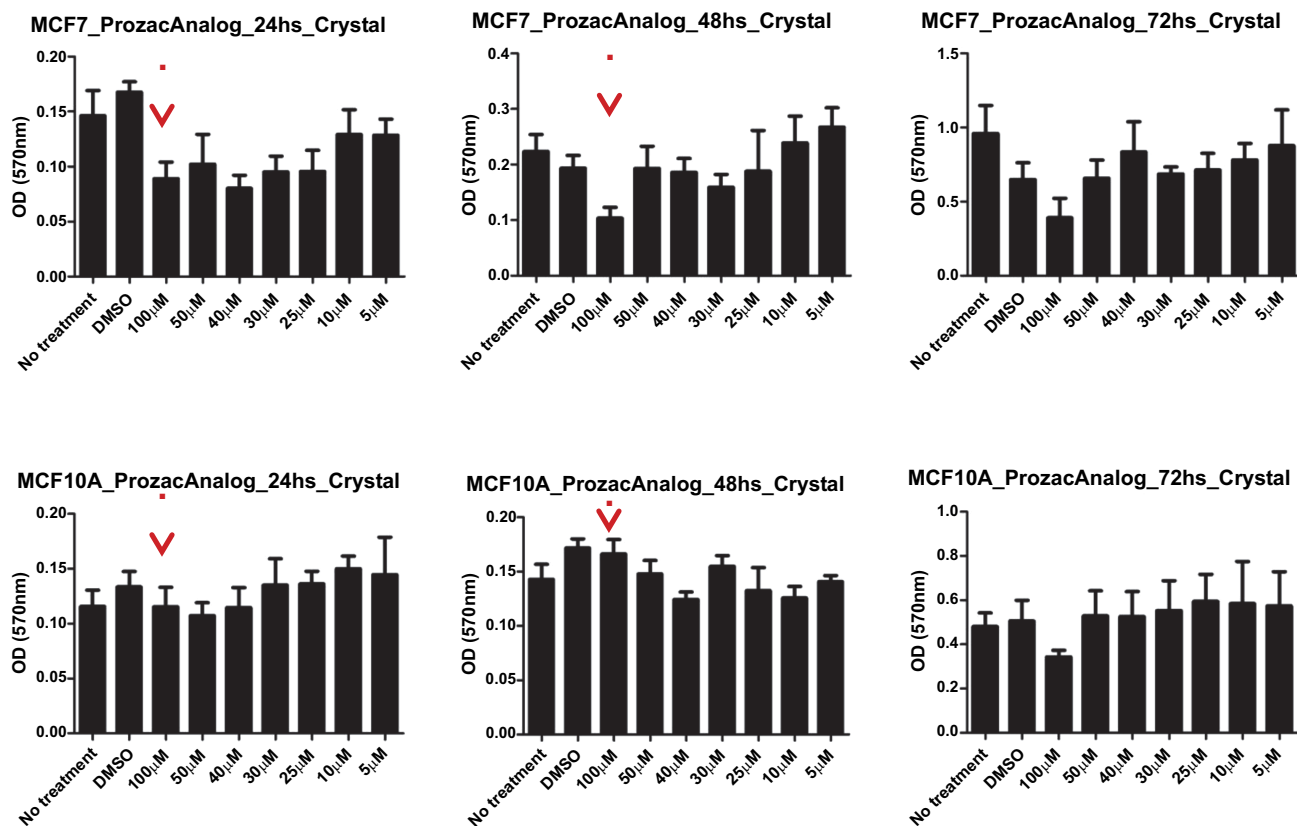 MCF7_ProzacAnalog_24hs_Crystal
OD (570nm)
0.20
0.15
0.10
0.05
0.00
No treatment
DMSO
100µM
50µM
40µM
30µM
25µM
10µM
5µM
MCF7_ProzacAnalog_48hs_Crystal
OD (570nm)
0.4
0.3
0.2
0.1
0.0
No treatment
DMSO
100µM
50µM
40µM
30µM
25µM
10µM
5µM
MCF7_ProzacAnalog_72hs_Crystal
OD (570nm)
1.5
1.0
0.5
0.0
No treatment
DMSO
100µM
50µM
40µM
30µM
25µM
10µM
5µM
MCF10A_ProzacAnalog_24hs_Crystal
OD (570nm)
0.20
0.15
0.10
0.05
0.00
No treatment
DMSO
100µM
50µM
40µM
30µM
25µM
10µM
5µM
MCF10A_ProzacAnalog_48hs_Crystal
OD (570nm)
0.20
0.15
0.10
0.05
0.00
No treatment
DMSO
100µM
50µM
40µM
30µM
25µM
10µM
5µM
MCF10A_ProzacAnalog_72hs_Crystal
OD (570nm)
1.0
0.8
0.6
0.4
0.2
0.0
No treatment
DMSO
100µM
50µM
40µM
30µM
25µM
10µM
5µM